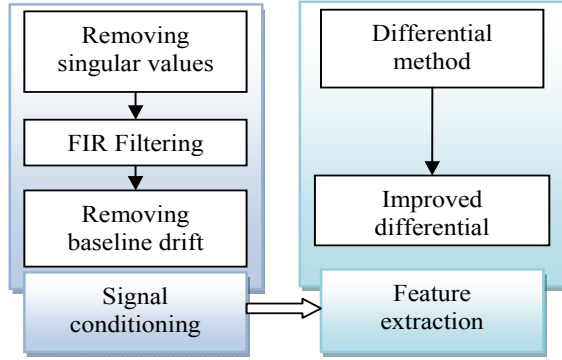 Removing
singular values
FIR Filtering
Removing
baseline drift
Signal
conditioning
Differential
method
Improved
differential
Feature
extraction